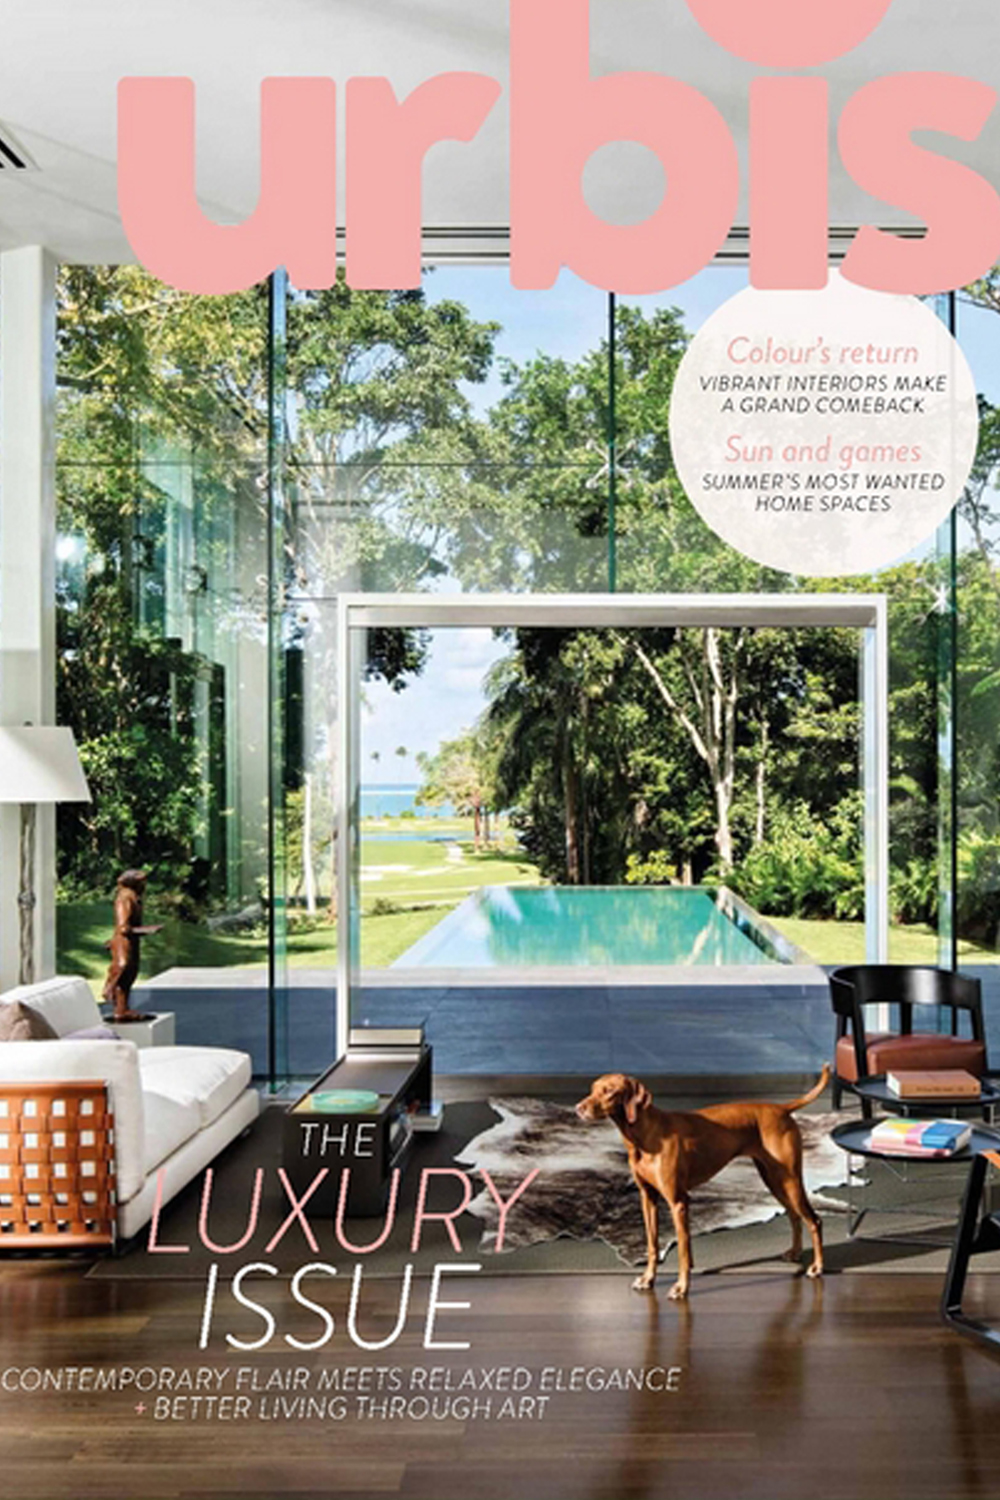 urbis
Colour's return
VIBRANT INTERIORS MAKE
A GRAND COMEBACK
Sun and games
SUMMER'S MOST WANTED
HOME SPACES
THE
LUXURY
ISSUE
CONTEMPORARY FLAIR MEETS RELAXED ELEGANCE
+ BETTER LIVING THROUGH ART